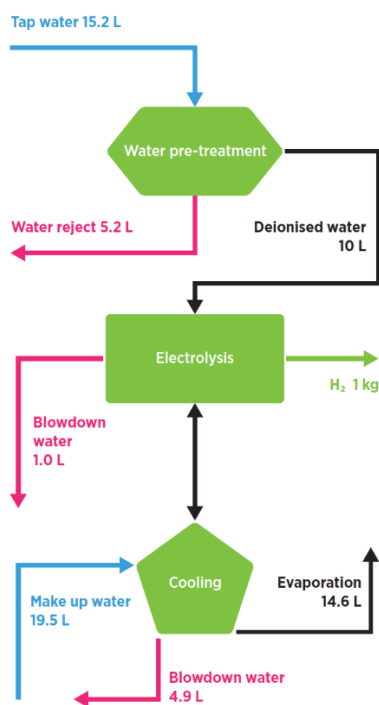 Tap water 15.2 L
Water pre-treatment
Water reject 5.2 L
Deionised water
10 L
Electrolysis
H₂ 1 kg
Blowdown
water
1.0 L
Cooling
Evaporation
14.6 L
Make up water
19.5 L
Blowdown water
4.9 L